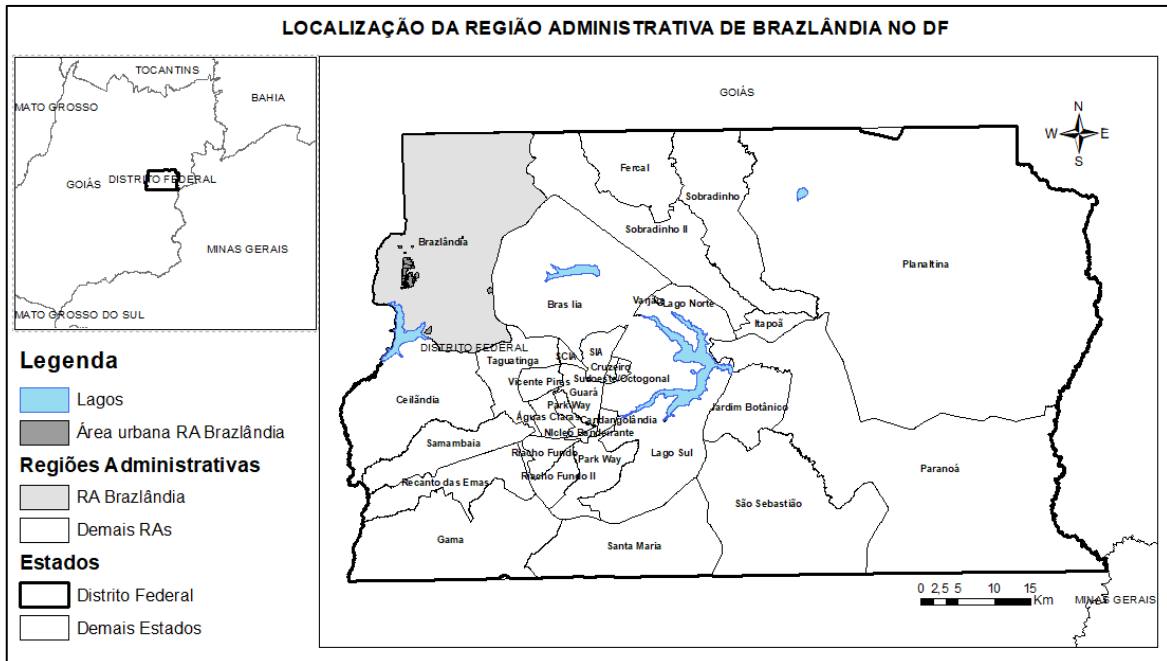 LOCALIZAÇÃO DA REGIÃO ADMINISTRATIVA DE BRAZLÂNDIA NO DF
TOCANTINS
BAHIA
MATO GROSSO
GOIÁS
DISTRITO FEDERAL
MINAS GERAIS
MATO GROSSO DO SUL
Legenda
Lagos
Área urbana RA Brazlândia
Regiões Administrativas
RA Brazlândia
Demais RAs
Estados
Distrito Federal
Demais Estados
GOIÁS
N
W E
S
Fercal
Sobradinho
Sobradinho II
Brazlândia
Planaltina
Bras lia
Lago Norte
Itapoã
DISTRITO FEDERAL
Taguatinga
SCIA
SIA
Cruzeiro
Sudoeste/Octogonal
Vicente Pires
Guará
Ceilândia
Park Way
Águas Claras
Candangolândia
Jardim Botânico
Núcleo Bandeirante
Samambaia
Riacho Fundo
Park Way
Lago Sul
Paranoá
Recanto das Emas
Riacho Fundo II
São Sebastião
Gama
Santa Maria
0 2,5 5 10 15
Km
MINAS GERAIS